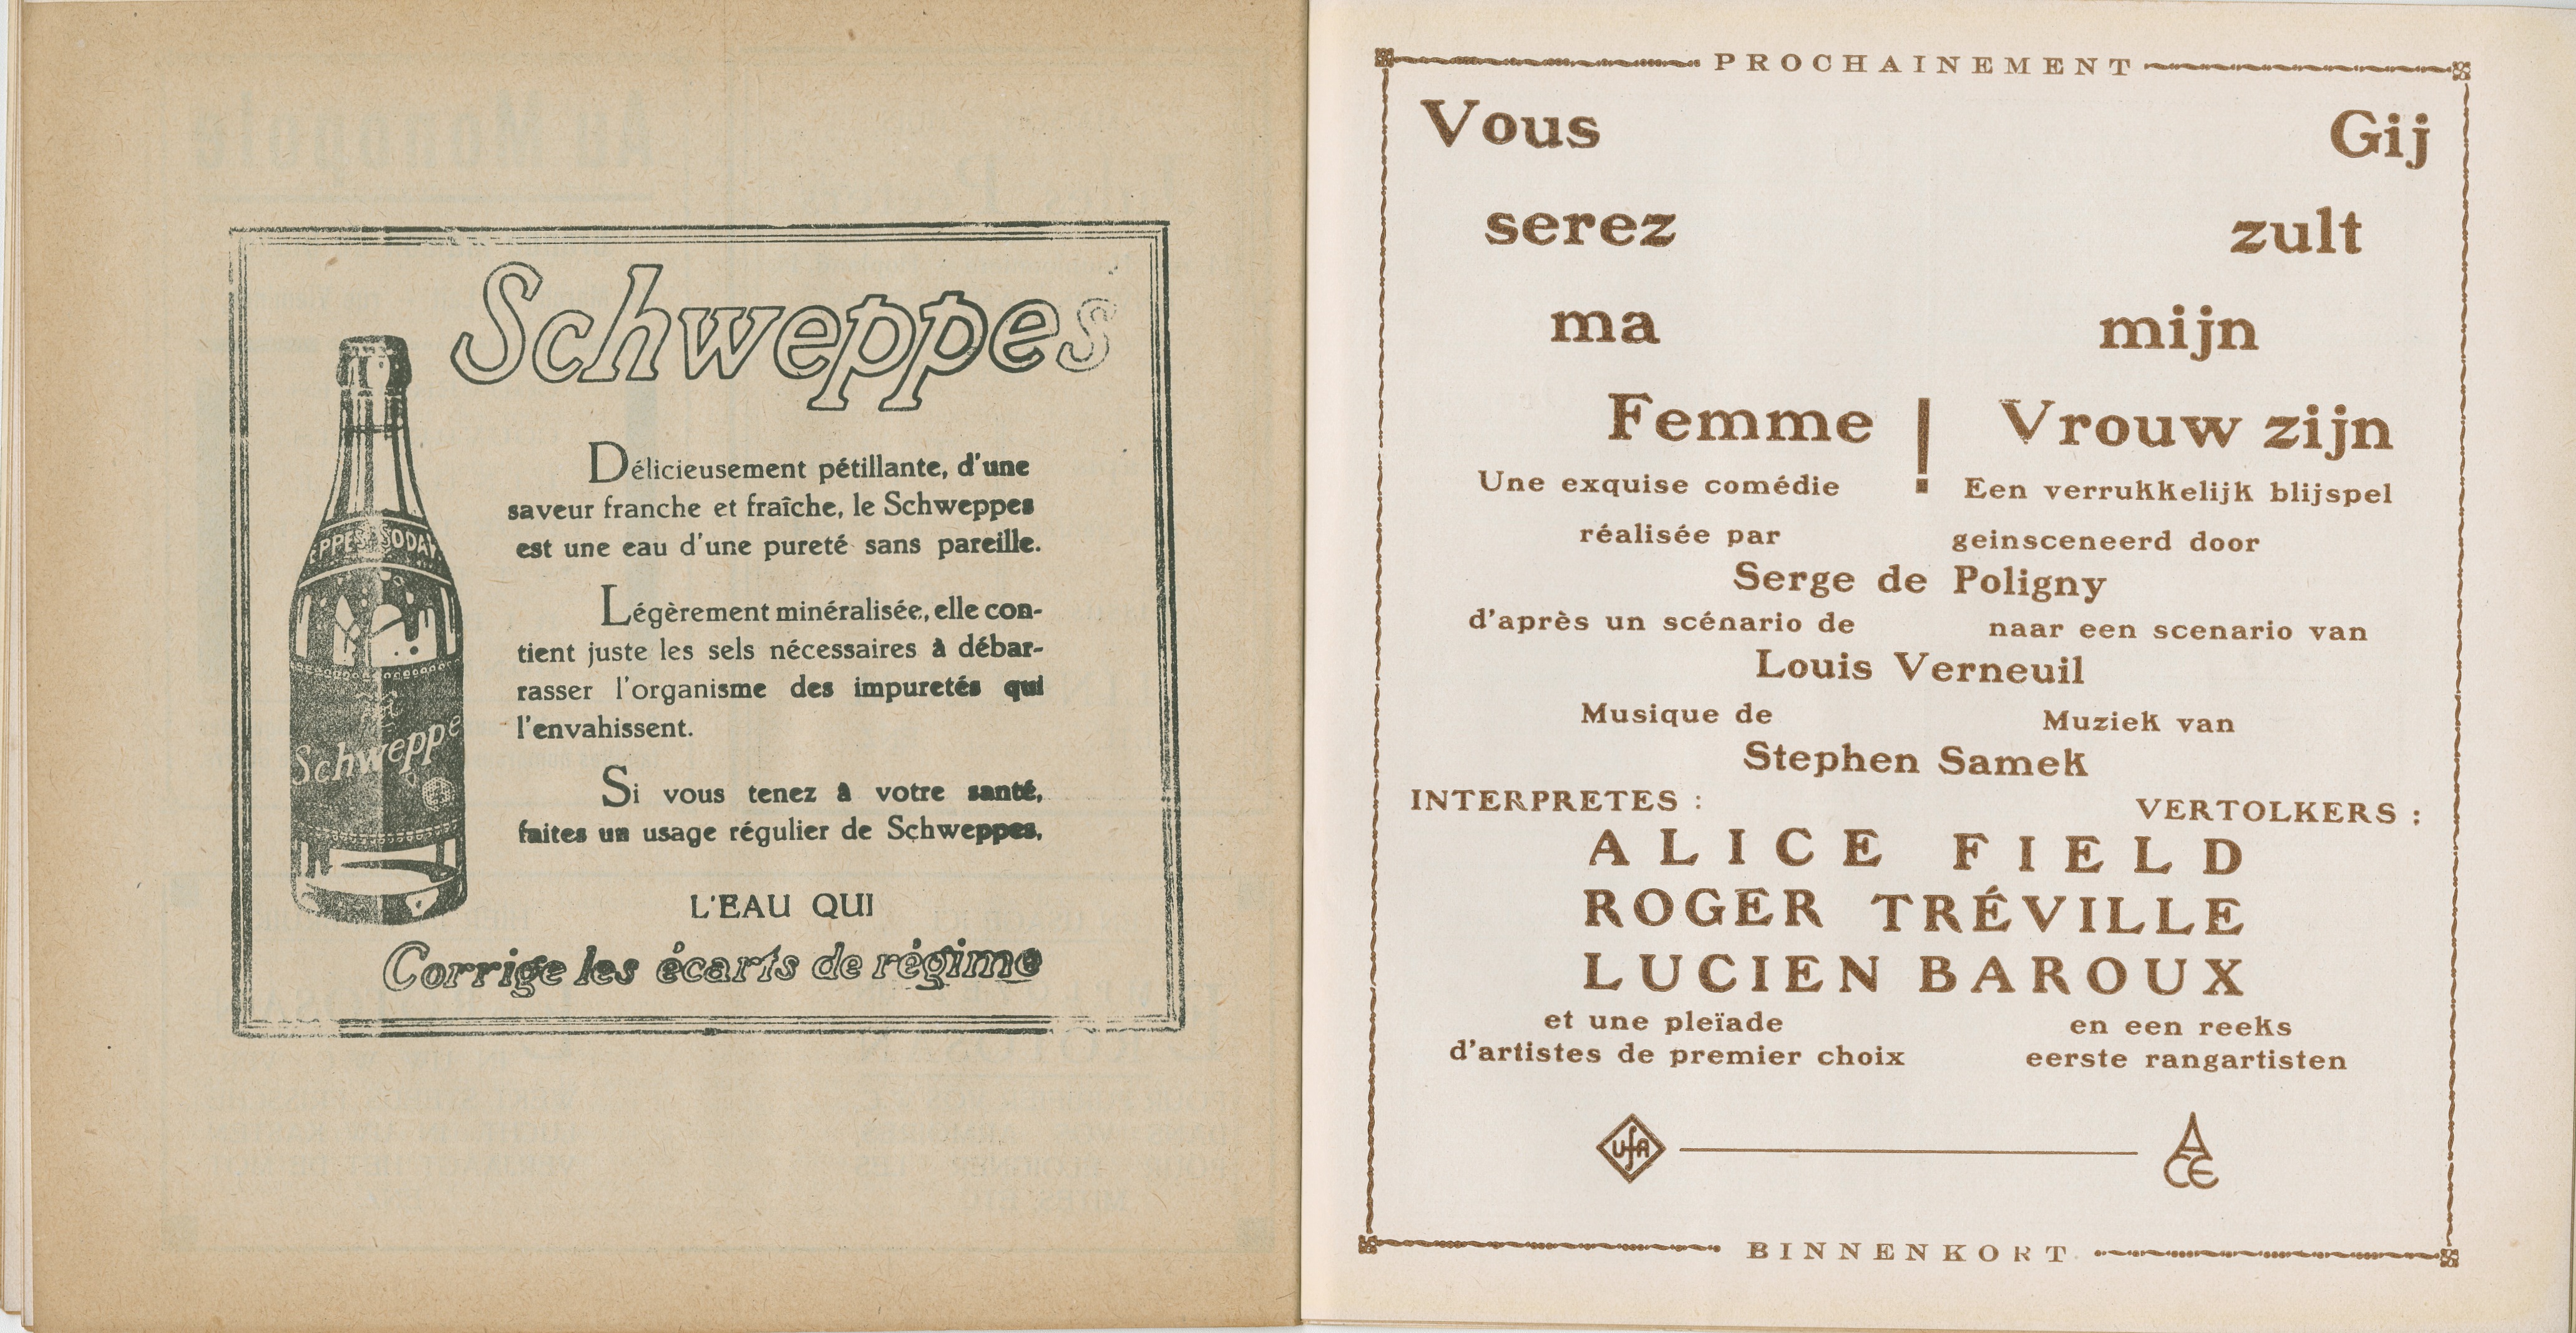 Schweppes
Délicieusement pétillante, d'une
saveur franche et fraîche, le Schweppes
est une eau d'une pureté sans pareille.
Légèrement minéralisée, elle con-
tient juste les sels nécessaires à débar-
rasser l'organisme des impuretés qui
l'envahissent.
Si vous tenez à votre santé,
faites un usage régulier de Schweppes,
L'EAU QUI
Corrige les écarts de régime
EPPES SODA
Schweppe
PROCHAINEMENT
Vous
serez
ma
Femme !
Gij
zult
mijn
Vrouw zijn
Une exquise comédie
Een verrukkelijk blijspel
réalisée par
geinsceneerd door
Serge de Poligny
d'après un scénario de
naar een scenario van
Louis Verneuil
Musique de
Muziek van
Stephen Samek
INTERPRETES :
VERTOLKERS :
ALICE FIELD
ROGER TRÉVILLE
LUCIEN BAROUX
et une pleïade
d'artistes de premier choix
en een reeks
eerste rangartisten
UFA
ACE
BINNENKORT